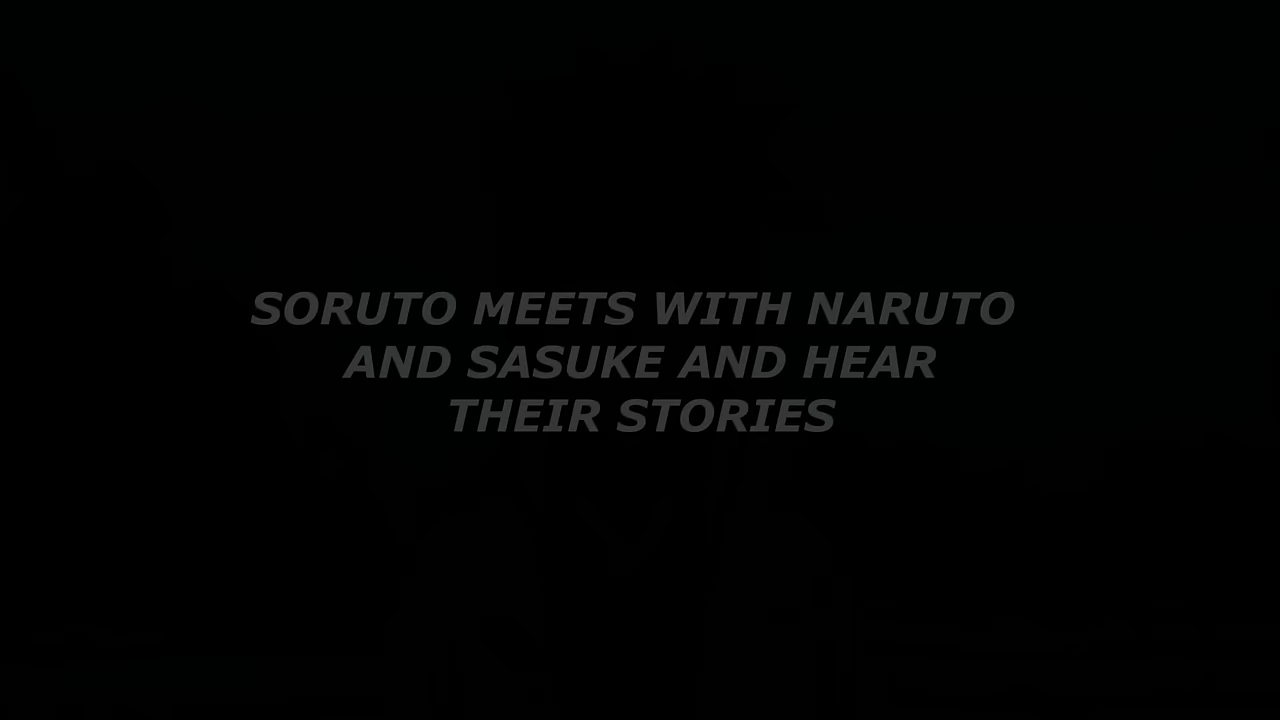 SORUTO MEETS WITH NARUTO
AND SASUKE AND HEAR
THEIR STORIES